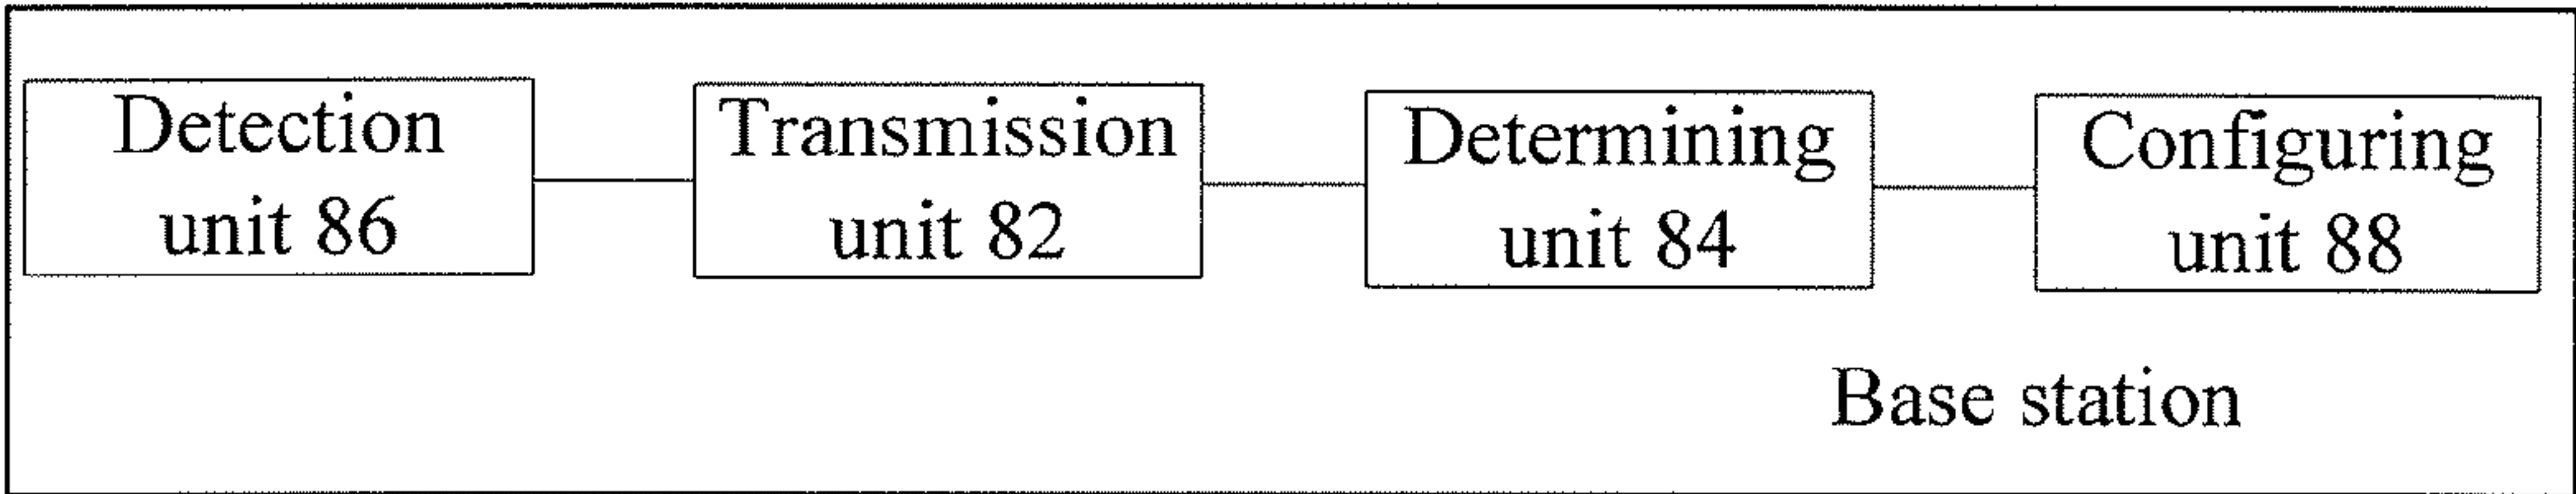 Detection
unit 86
Transmission
unit 82
Determining
unit 84
Configuring
unit 88
Base station